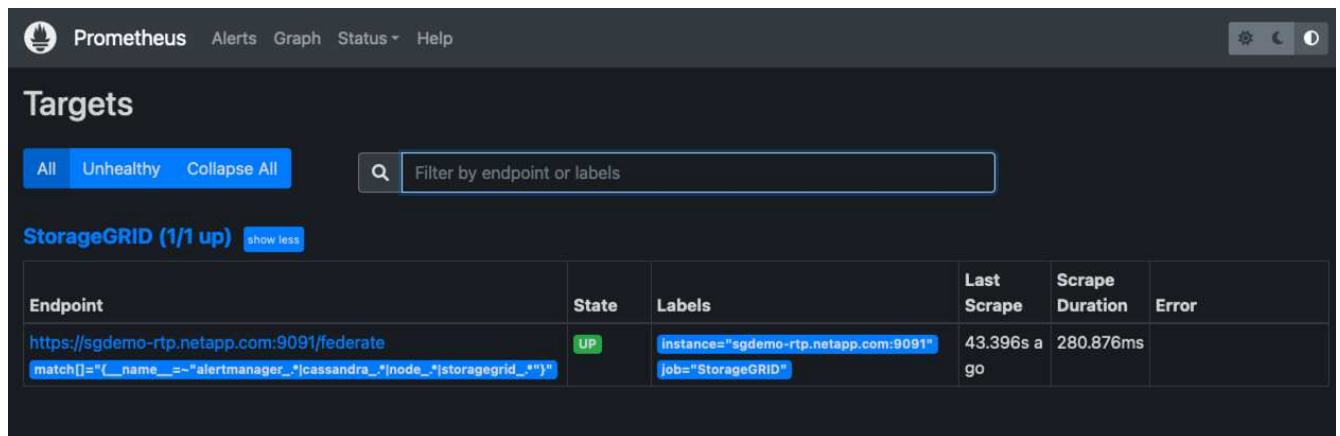 Prometheus Alerts Graph Status Help
Targets
All Unhealthy Collapse All Filter by endpoint or labels
StorageGRID (1/1 up) show less
Endpoint State Labels Last Scrape Scrape Duration Error
https://sgdemo-rtp.netapp.com:9091/federate UP instance="sgdemo-rtp.netapp.com:9091" 43.396s a 280.876ms
match[]="{__name__=~"alertmanager_.*|cassandra_.*|node_.*|storagegrid_.*"}" job="StorageGRID" go